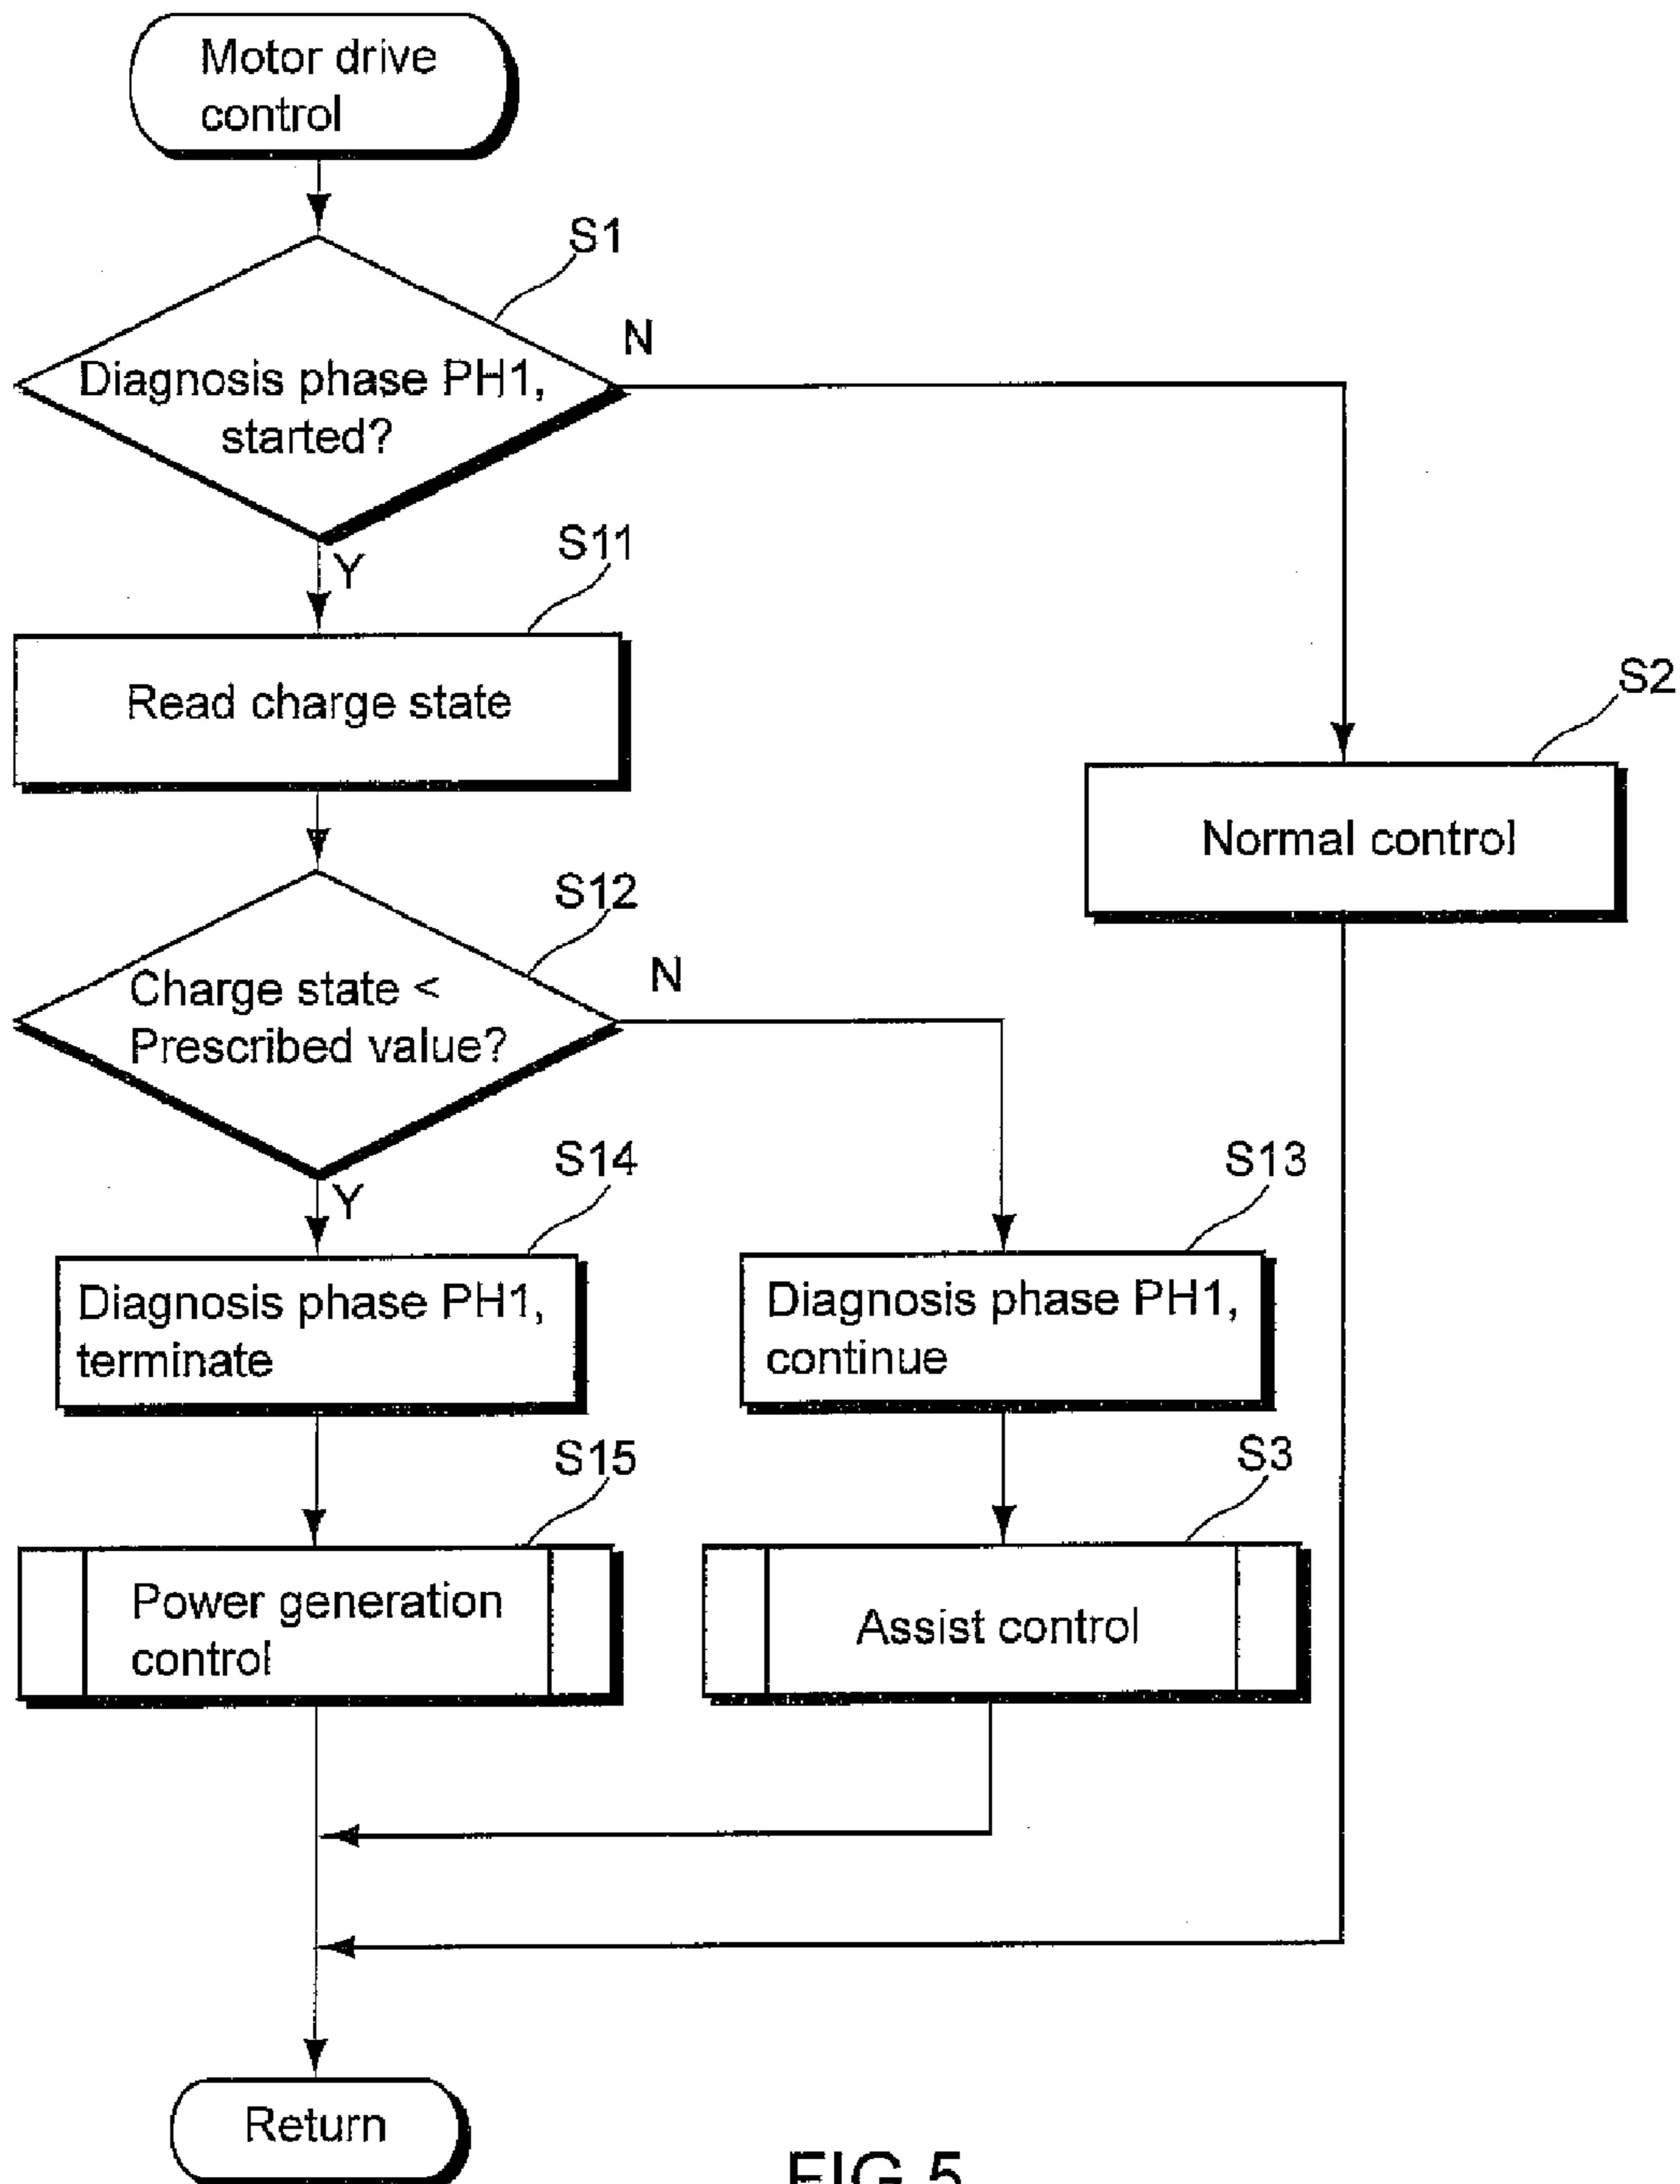 Motor drive
control
S1
N
Diagnosis phase PH1,
started?
Y
S11
Read charge state
S2
Normal control
S12
N
Charge state <
Prescribed value?
Y
S14
S13
Diagnosis phase PH1,
terminate
Diagnosis phase PH1,
continue
S15
S3
Power generation
control
Assist control
Return
FIG.5